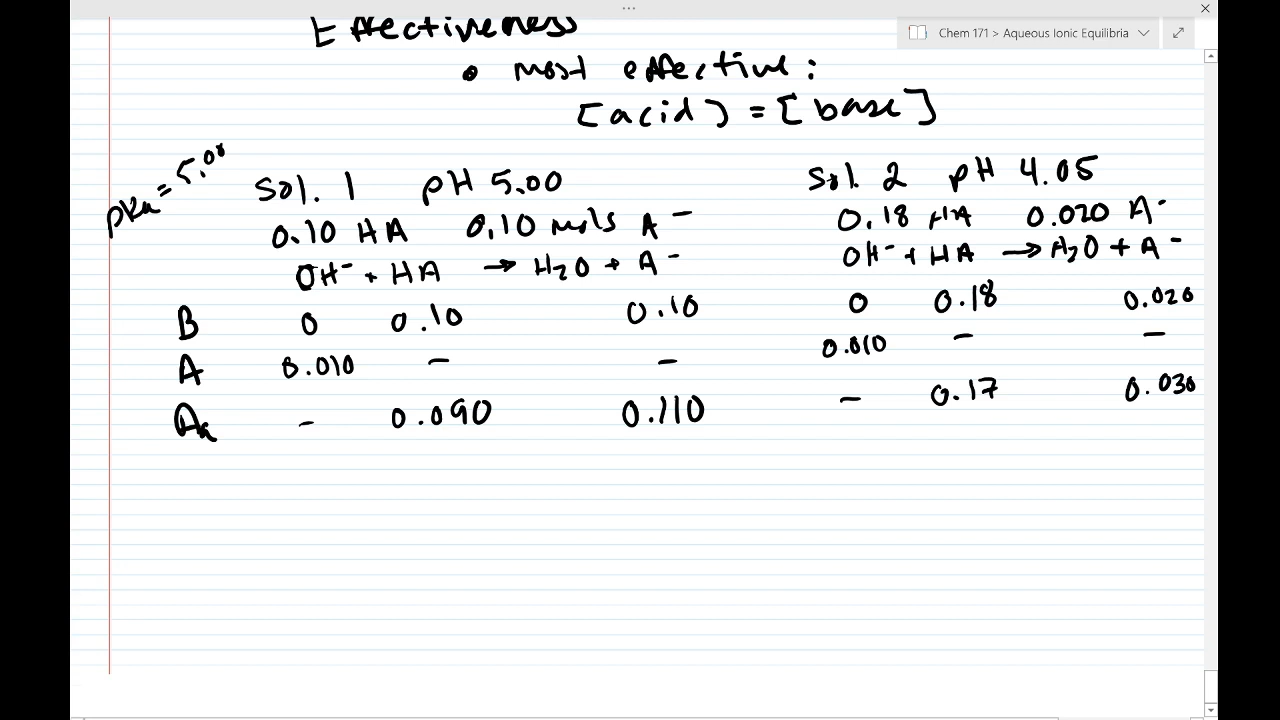 Effectiveness
Chem 171 > Aqueous Ionic Equilibria
• most effective:
[acid] = [base]
pKa = 5.00
Sol. 1 pH 5.00
0.10 HA 0.10 mols A⁻
OH⁻ + HA → H₂O + A⁻
B 0 0.10 0.10
A 0.010 – –
Aa – 0.090 0.110
Sol. 2 pH 4.05
0.18 HA 0.020 A⁻
OH⁻ + HA → H₂O + A⁻
0 0.18 0.020
0.010 – –
– 0.17 0.030